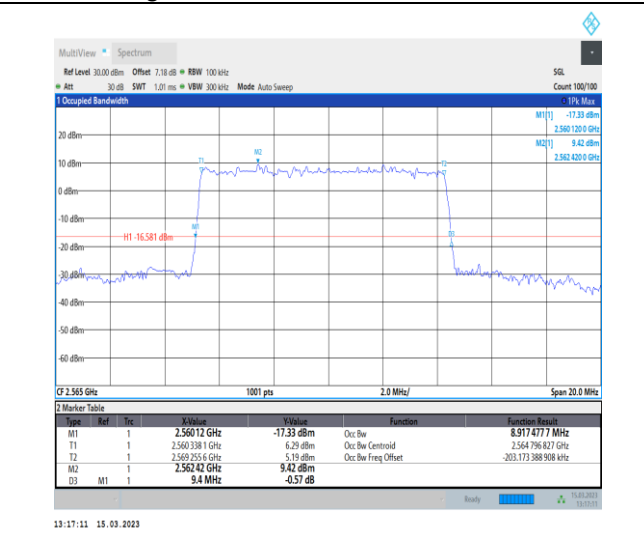 MultiView Spectrum
Ref Level 30.00 dBm Offset 7.18 dB RBW 100 kHz SGL
Att 30 dB SWT 1.01 ms VBW 300 kHz Mode Auto Sweep Count 100/100
1 Occupied Bandwidth 1Pk Max
M1[1] -17.33 dBm
2.560 120 0 GHz
20 dBm M2[1] 9.42 dBm
2.562 420 0 GHz
M2
10 dBm T1 T2
0 dBm
-10 dBm
M1
H1 -16.581 dBm D3
-20 dBm
-30 dBm
-40 dBm
-50 dBm
-60 dBm
CF 2.565 GHz 1001 pts 2.0 MHz/ Span 20.0 MHz
2 Marker Table
Type Ref Trc X-Value Y-Value Function Function Result
M1 1 2.56012 GHz -17.33 dBm Occ Bw 8.917 477 7 MHz
T1 1 2.560 338 1 GHz 6.29 dBm Occ Bw Centroid 2.564 796 827 GHz
T2 1 2.569 255 6 GHz 5.19 dBm Occ Bw Freq Offset -203.173 388 908 kHz
M2 1 2.56242 GHz 9.42 dBm
D3 M1 1 9.4 MHz -0.57 dB
Ready 15.03.2023
13:17:11
13:17:11 15.03.2023